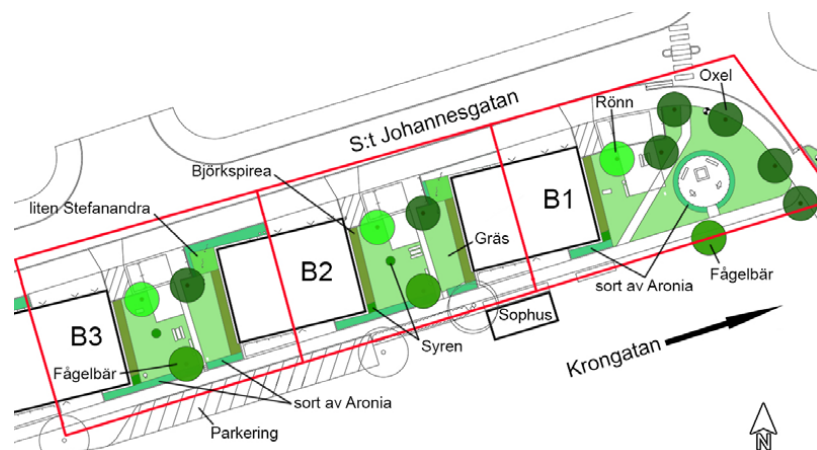 Oxel
S:t Johannesgatan
Rönn
Björkspirea
liten Stefanandra
B1
Gräs
B2
sort av Aronia
Fågelbär
Sophus
B3
Syren
Krongatan
Fågelbär
sort av Aronia
Parkering
N